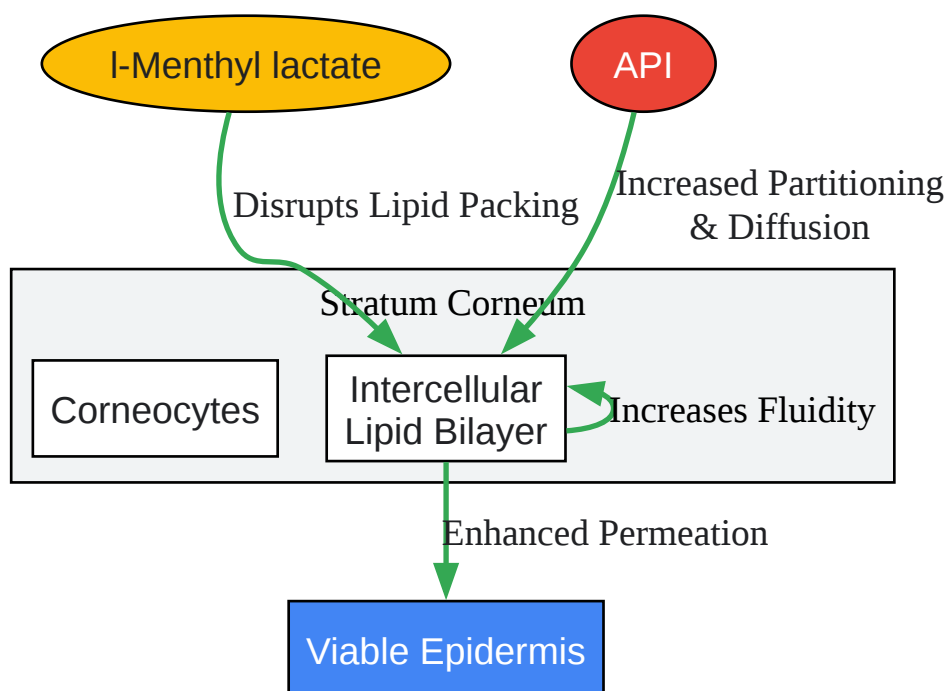 l-Menthyl lactate
API
Disrupts Lipid Packing
Increased Partitioning
& Diffusion
Stratum Corneum
Corneocytes
Intercellular
Lipid Bilayer
Increases Fluidity
Enhanced Permeation
Viable Epidermis